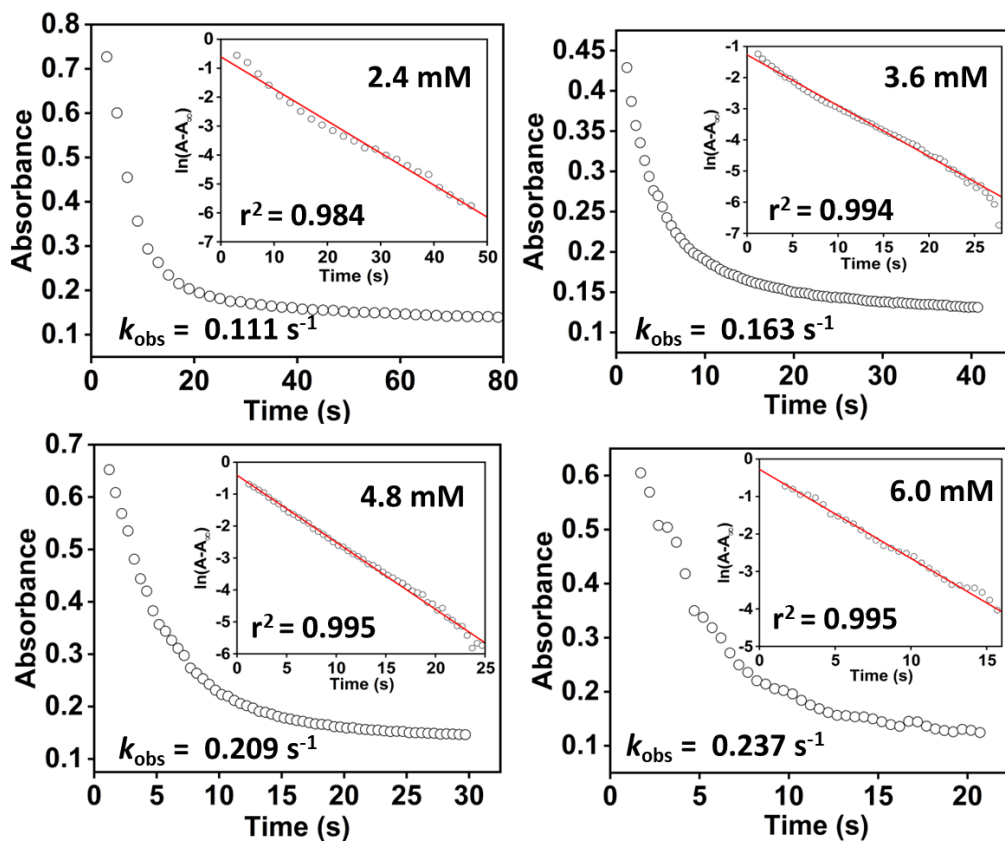 0.8
0.7
0.6
0.5
0.4
0.3
0.2
0.1
Absorbance
0 20 40 60 80
Time (s)
0
-1
-2
-3
-4
-5
-6
-7
ln(A-A∞)
0 10 20 30 40 50
Time (s)
2.4 mM
r² = 0.984
kobs = 0.111 s⁻¹
0.45
0.40
0.35
0.30
0.25
0.20
0.15
0.10
Absorbance
0 10 20 30 40
Time (s)
-1
-2
-3
-4
-5
-6
-7
ln(A-A∞)
0 5 10 15 20 25
Time (s)
3.6 mM
r² = 0.994
kobs = 0.163 s⁻¹
0.7
0.6
0.5
0.4
0.3
0.2
0.1
Absorbance
0 5 10 15 20 25 30
Time (s)
0
-1
-2
-3
-4
-5
-6
ln(A-A∞)
0 5 10 15 20 25
Time (s)
4.8 mM
r² = 0.995
kobs = 0.209 s⁻¹
0.6
0.5
0.4
0.3
0.2
0.1
Absorbance
0 5 10 15 20
Time (s)
0
-1
-2
-3
-4
-5
ln(A-A∞)
0 5 10 15
Time (s)
6.0 mM
r² = 0.995
kobs = 0.237 s⁻¹